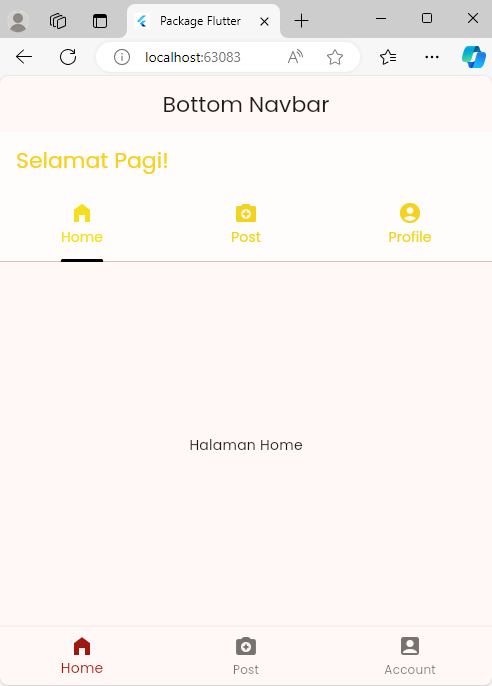 Package Flutter
localhost:63083
Bottom Navbar
Selamat Pagi!
Home Post Profile
Halaman Home
Home Post Account